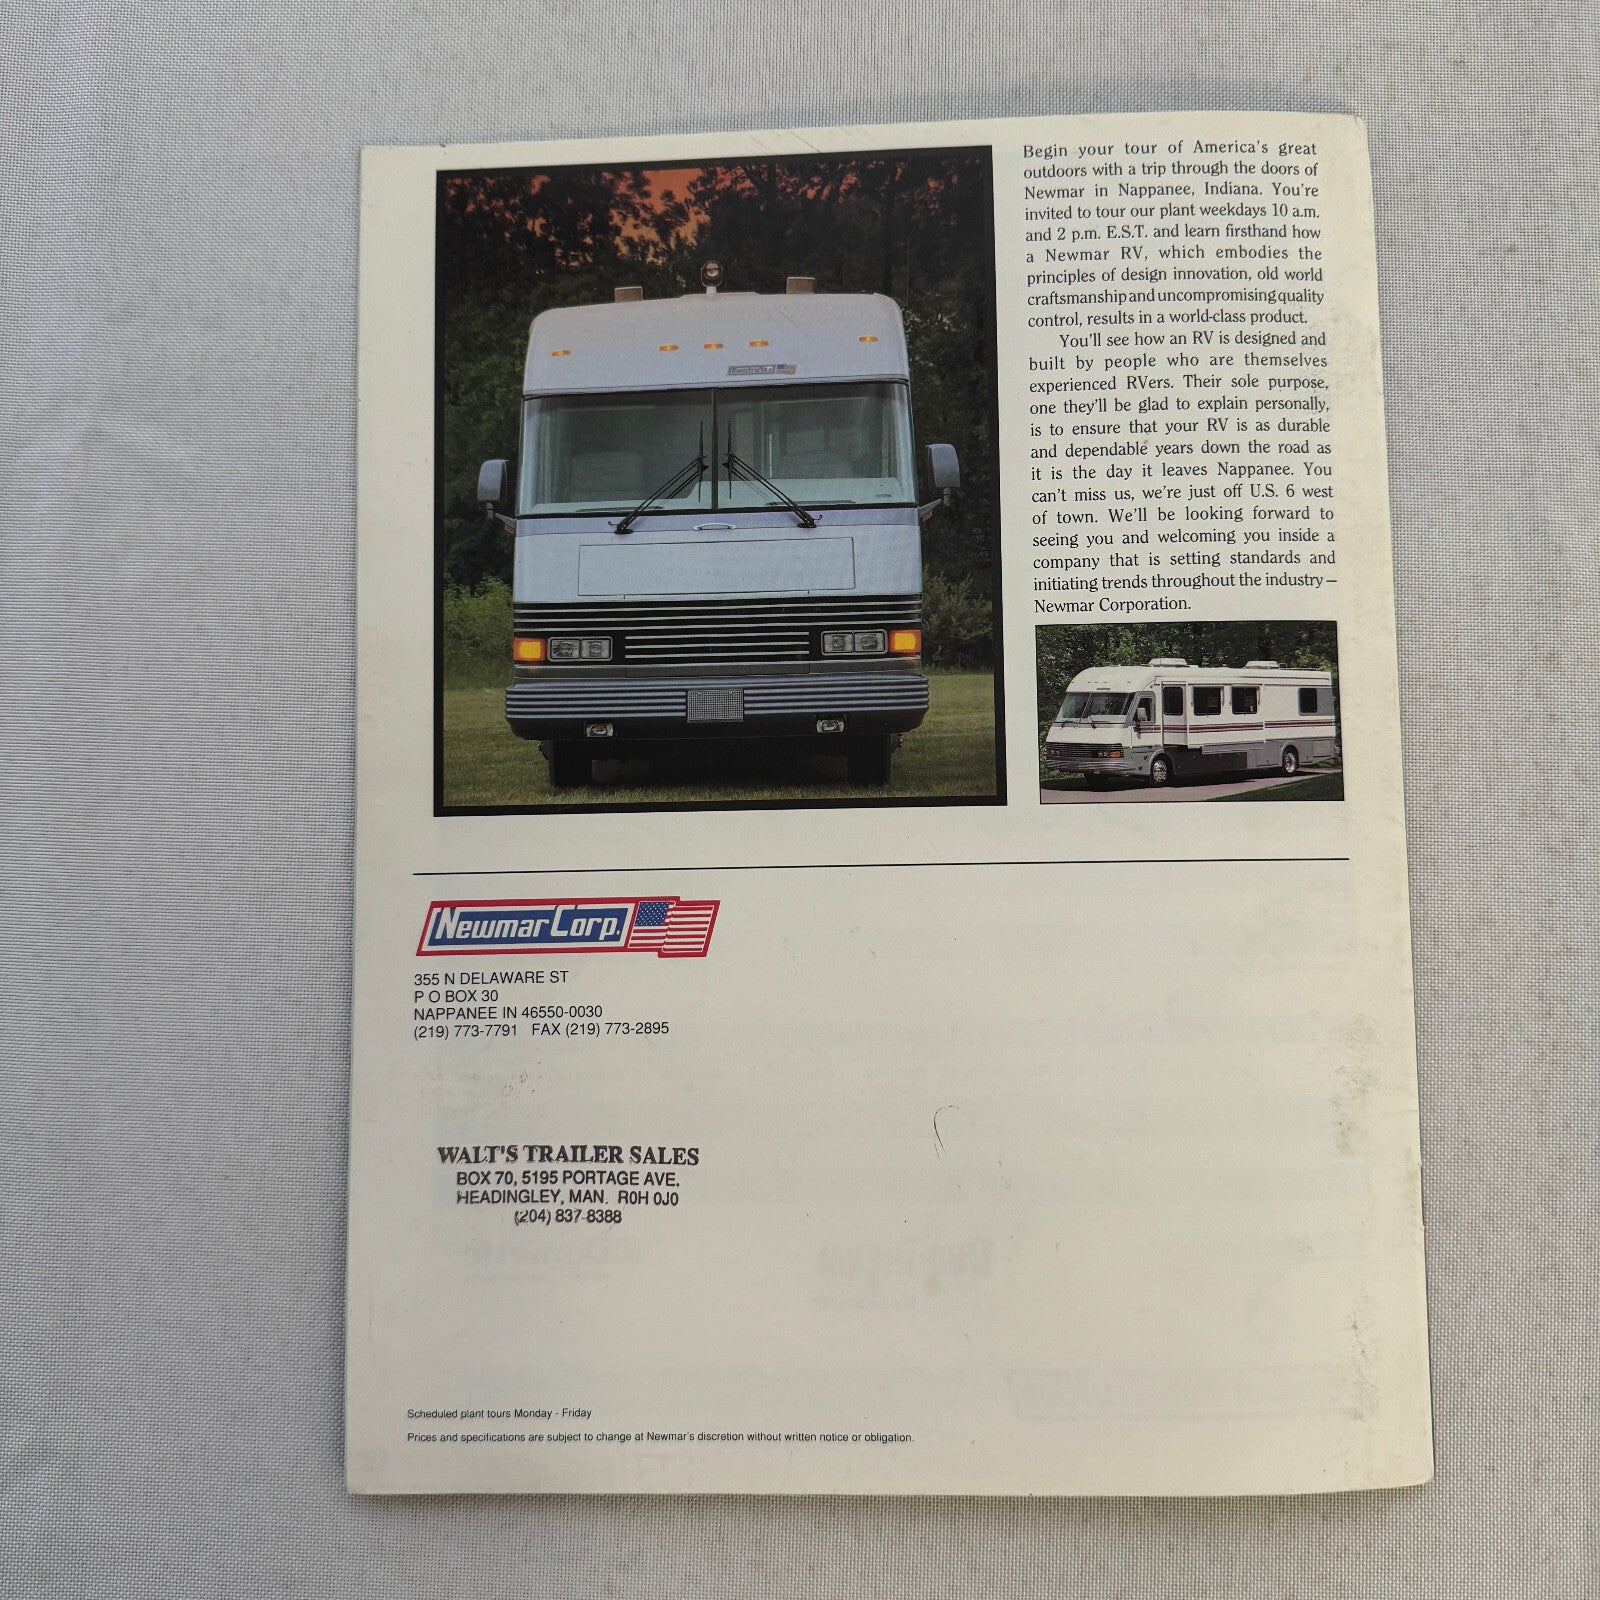 Begin your tour of America's great
outdoors with a trip through the doors of
Newmar in Nappanee, Indiana. You're
invited to tour our plant weekdays 10 a.m.
and 2 p.m. E.S.T. and learn firsthand how
a Newmar RV, which embodies the
principles of design innovation, old world
craftsmanship and uncompromising quality
control, results in a world-class product.
You'll see how an RV is designed and
built by people who are themselves
experienced RVers. Their sole purpose,
one they'll be glad to explain personally,
is to ensure that your RV is as durable
and dependable years down the road as
it is the day it leaves Nappanee. You
can't miss us, we're just off U.S. 6 west
of town. We'll be looking forward to
seeing you and welcoming you inside a
company that is setting standards and
initiating trends throughout the industry—
Newmar Corporation.
Newmar Corp.
355 N DELAWARE ST
P O BOX 30
NAPPANEE IN 46550-0030
(219) 773-7791 FAX (219) 773-2895
WALT'S TRAILER SALES
BOX 70, 5195 PORTAGE AVE.
HEADINGLEY, MAN. R0H 0J0
(204) 837-8388
Scheduled plant tours Monday - Friday
Prices and specifications are subject to change at Newmar's discretion without written notice or obligation.